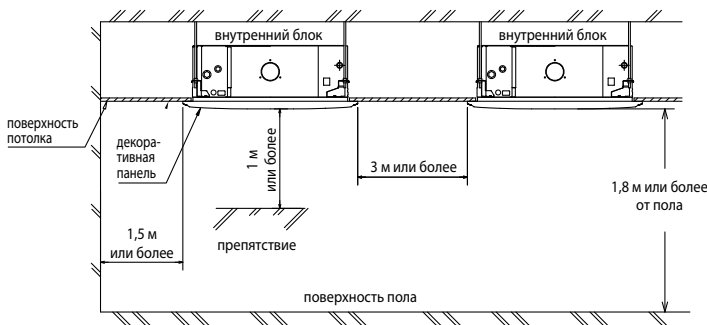 внутренний блок
внутренний блок
поверхность
потолка
декора-
тивная
панель
1 м
или более
3 м или более
1,8 м или более
от пола
1,5 м
или более
препятствие
поверхность пола